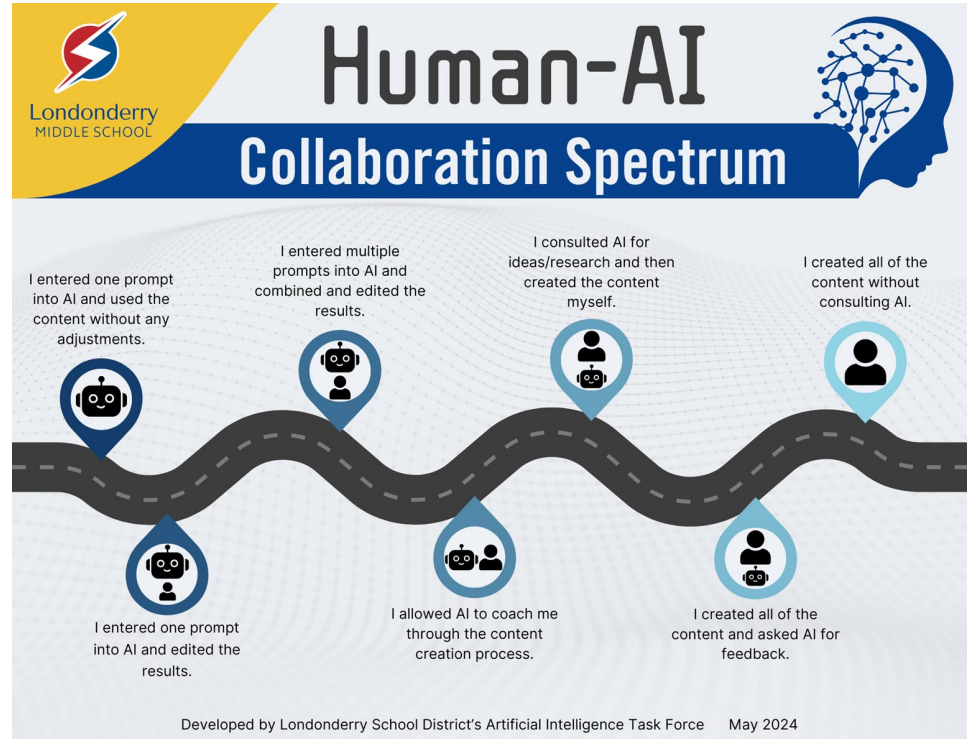 Londonderry
MIDDLE SCHOOL
Human-AI
Collaboration Spectrum
I entered one prompt
into AI and used the
content without any
adjustments.
I entered one prompt
into AI and edited the
results.
I entered multiple
prompts into AI and
combined and edited the
results.
I allowed AI to coach me
through the content
creation process.
I consulted AI for
ideas/research and then
created the content
myself.
I created all of the
content and asked AI for
feedback.
I created all of the
content without
consulting AI.
Developed by Londonderry School District's Artificial Intelligence Task Force May 2024